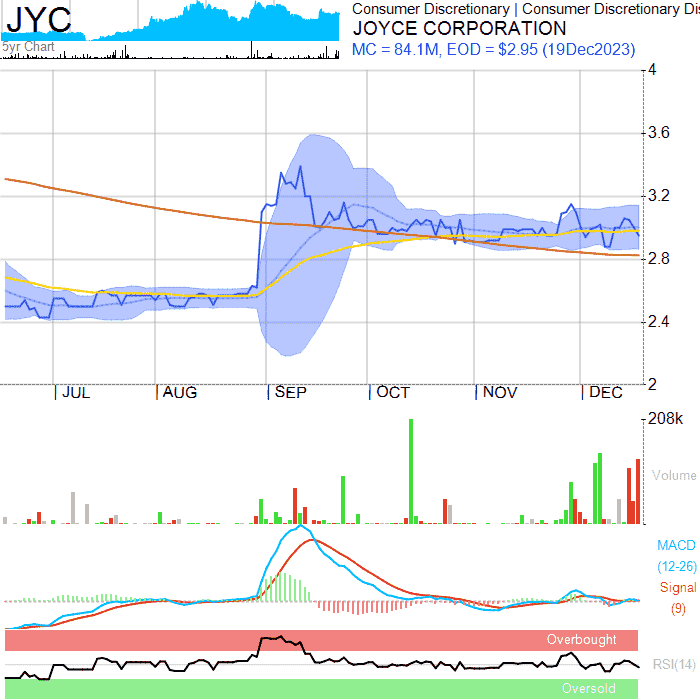 JYC
5yr Chart
Consumer Discretionary | Consumer Discretionary Dis
JOYCE CORPORATION
MC = 84.1M, EOD = $2.95 (19Dec2023)
4
3.6
3.2
2.8
2.4
2
JUL AUG SEP OCT NOV DEC
208k
Volume
MACD
(12-26)
Signal
(9)
Overbought
RSI(14)
Oversold